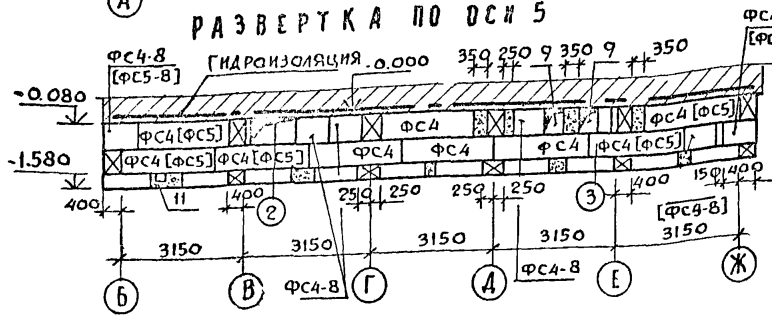 А
РАЗВЕРТКА ПО ОСИ 5
ФС4-8
[ФС5-8]
ГИДРОИЗОЛЯЦИЯ
-0.000
350 250 9 350 9 350
-0.080
ФС4[ФС5] ФС4 ФС4 [ФС5]
ФС4[ФС5] ФС4[ФС5] ФС4 ФС4 ФС4 ФС4[ФС5]
-1.580
400 11 400 2 250 250 250 250 3 400 150 400
[ФС9-8]
3150 3150 3150 3150 3150
ФС4-8 ФС4-8
Б В Г Д Е Ж